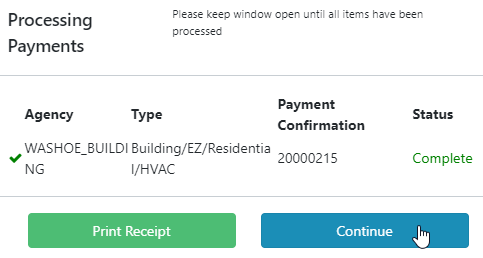 Processing
Payments
Please keep window open until all items have been
processed
Agency Type Payment
Confirmation Status
WASHOE_BUILDI
NG Building/EZ/Residentia
l/HVAC 20000215 Complete
Print Receipt Continue